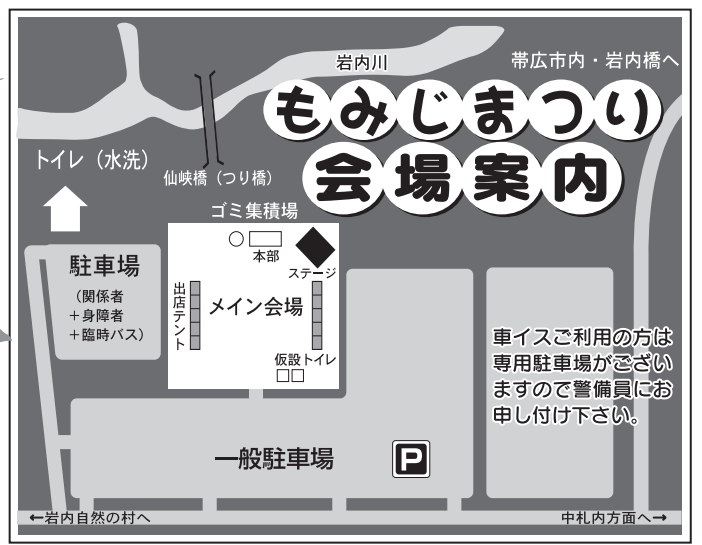 岩内川
帯広市内・岩内橋へ
もみじまつり
会場案内
トイレ（水洗）
仙峡橋（つり橋）
ゴミ集積場
本部
ステージ
駐車場
（関係者
＋身障者
＋臨時バス）
出店テント
メイン会場
仮設トイレ
車イスご利用の方は
専用駐車場がござい
ますので警備員にお
申し付け下さい。
一般駐車場
P
←岩内自然の村へ
中札内方面へ→